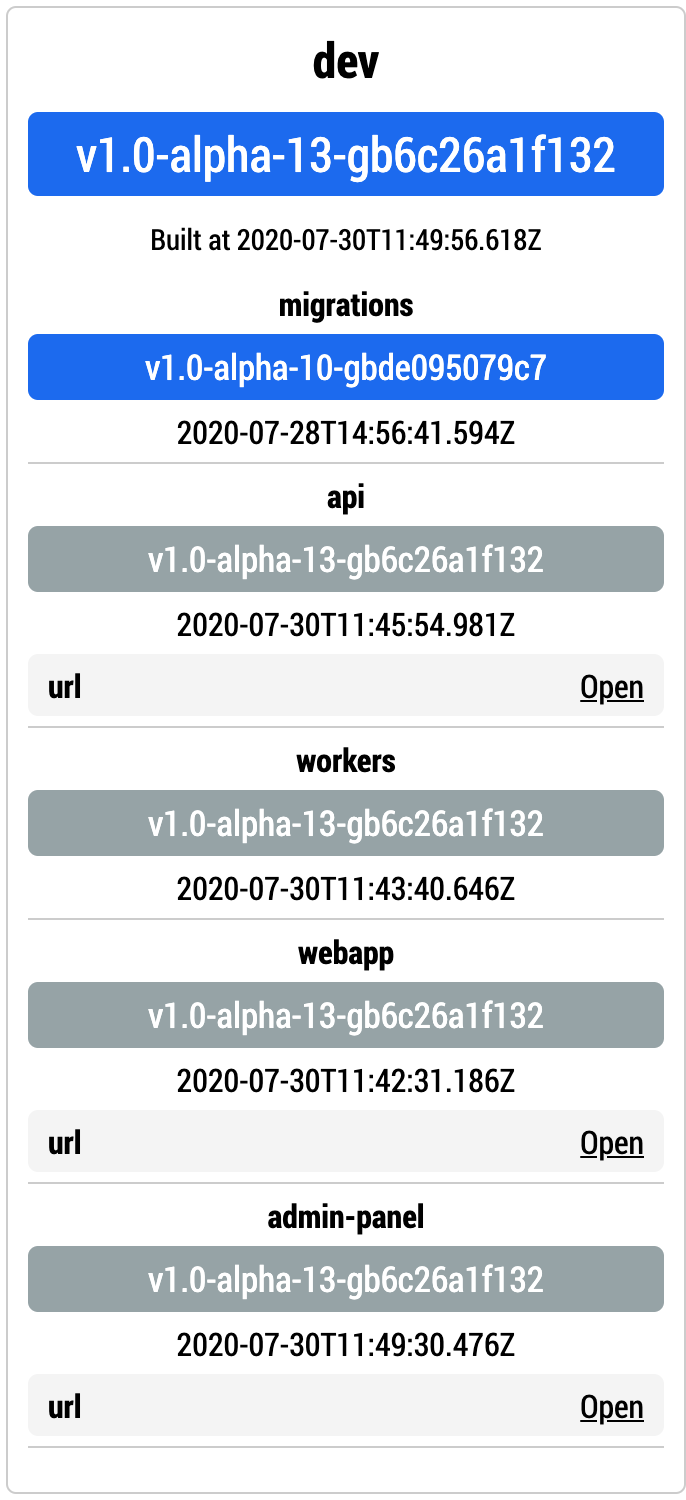 dev
v1.0-alpha-13-gb6c26a1f132
Built at 2020-07-30T11:49:56.618Z
migrations
v1.0-alpha-10-gbde095079c7
2020-07-28T14:56:41.594Z
api
v1.0-alpha-13-gb6c26a1f132
2020-07-30T11:45:54.981Z
url Open
workers
v1.0-alpha-13-gb6c26a1f132
2020-07-30T11:43:40.646Z
webapp
v1.0-alpha-13-gb6c26a1f132
2020-07-30T11:42:31.186Z
url Open
admin-panel
v1.0-alpha-13-gb6c26a1f132
2020-07-30T11:49:30.476Z
url Open